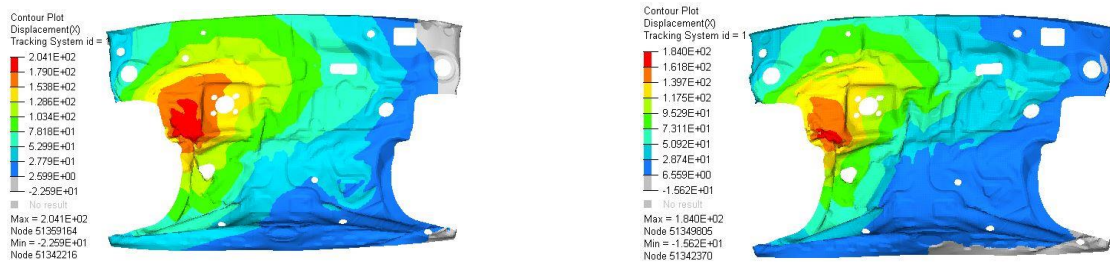 Contour Plot
Displacement(X)
Tracking System id = 1
2.041E+02
1.790E+02
1.538E+02
1.286E+02
1.034E+02
7.818E+01
5.299E+01
2.779E+01
2.599E+00
-2.259E+01
No result
Max = 2.041E+02
Node 51359164
Min = -2.259E+01
Node 51342216
Contour Plot
Displacement(X)
Tracking System id = 1
1.840E+02
1.618E+02
1.397E+02
1.175E+02
9.529E+01
7.311E+01
5.092E+01
2.874E+01
6.559E+00
-1.562E+01
No result
Max = 1.840E+02
Node 51349805
Min = -1.562E+01
Node 51342370